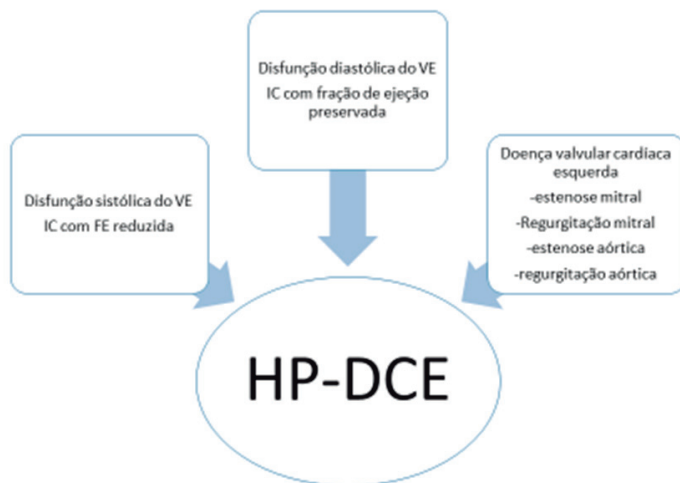 Disfunção diastólica do VE
IC com fração de ejeção
preservada
Disfunção sistólica do VE
IC com FE reduzida
Doença valvular cardíaca
esquerda
-estenose mitral
-Regurgitação mitral
-estenose aórtica
-regurgitação aórtica
HP-DCE